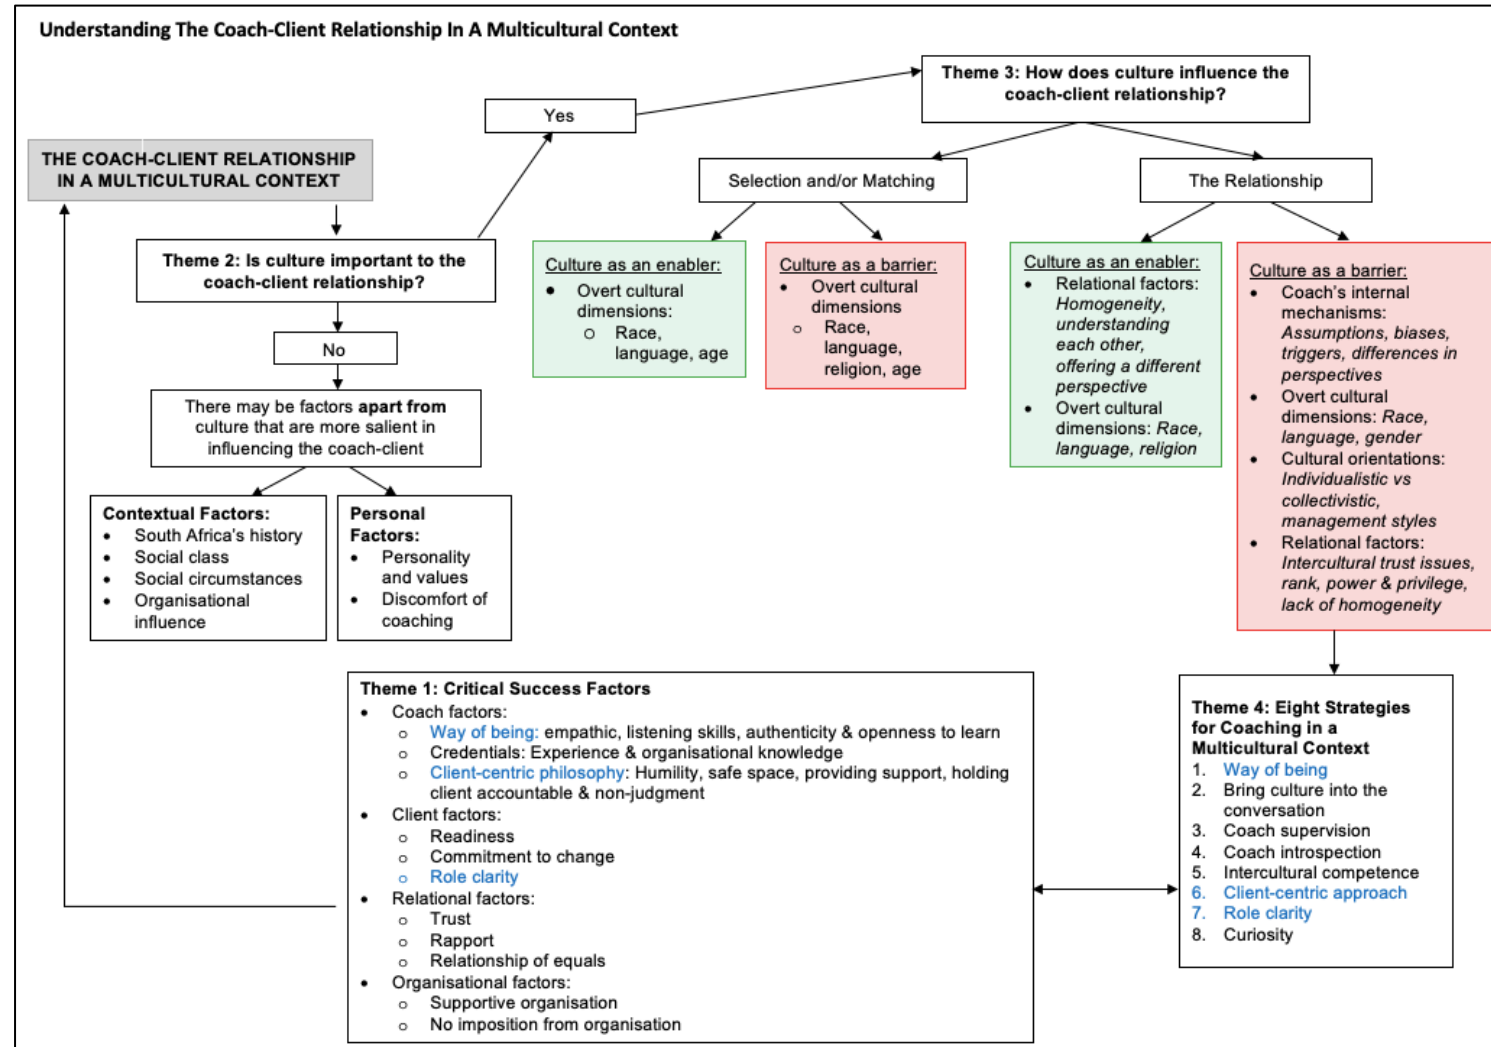 Understanding The Coach-Client Relationship In A Multicultural Context
THE COACH-CLIENT RELATIONSHIP
IN A MULTICULTURAL CONTEXT
Yes
Theme 3: How does culture influence the
coach-client relationship?
Theme 2: Is culture important to the
coach-client relationship?
No
There may be factors apart from
culture that are more salient in
influencing the coach-client
Contextual Factors:
• South Africa's history
• Social class
• Social circumstances
• Organisational
influence
Personal
Factors:
• Personality
and values
• Discomfort of
coaching
Selection and/or Matching
Culture as an enabler:
• Overt cultural
dimensions:
o Race,
language, age
Culture as a barrier:
• Overt cultural
dimensions
o Race,
language,
religion, age
The Relationship
Culture as an enabler:
• Relational factors:
Homogeneity,
understanding
each other,
offering a different
perspective
• Overt cultural
dimensions: Race,
language, religion
Culture as a barrier:
• Coach's internal
mechanisms:
Assumptions, biases,
triggers, differences in
perspectives
• Overt cultural
dimensions: Race,
language, gender
• Cultural orientations:
Individualistic vs
collectivistic,
management styles
• Relational factors:
Intercultural trust issues,
rank, power & privilege,
lack of homogeneity
Theme 1: Critical Success Factors
• Coach factors:
o Way of being: empathic, listening skills, authenticity & openness to learn
o Credentials: Experience & organisational knowledge
o Client-centric philosophy: Humility, safe space, providing support, holding
client accountable & non-judgment
• Client factors:
o Readiness
o Commitment to change
o Role clarity
• Relational factors:
o Trust
o Rapport
o Relationship of equals
• Organisational factors:
o Supportive organisation
o No imposition from organisation
Theme 4: Eight Strategies
for Coaching in a
Multicultural Context
1. Way of being
2. Bring culture into the
conversation
3. Coach supervision
4. Coach introspection
5. Intercultural competence
6. Client-centric approach
7. Role clarity
8. Curiosity